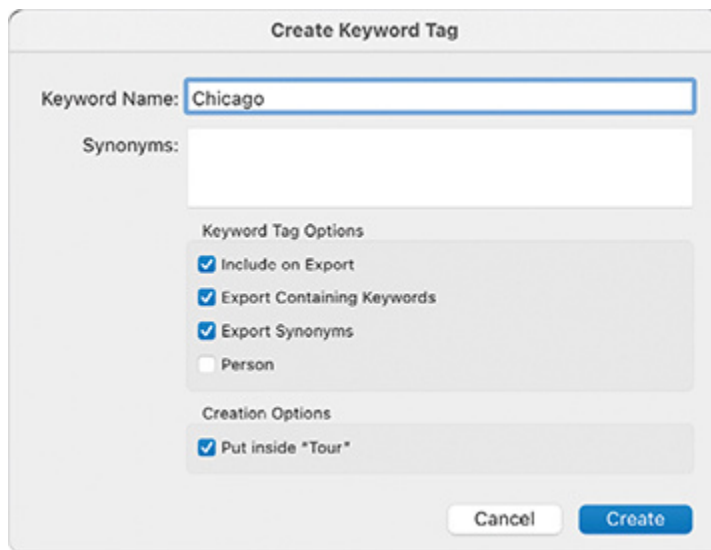 Create Keyword Tag
Keyword Name: Chicago
Synonyms:
Keyword Tag Options
Include on Export
Export Containing Keywords
Export Synonyms
Person
Creation Options
Put inside "Tour"
Cancel Create